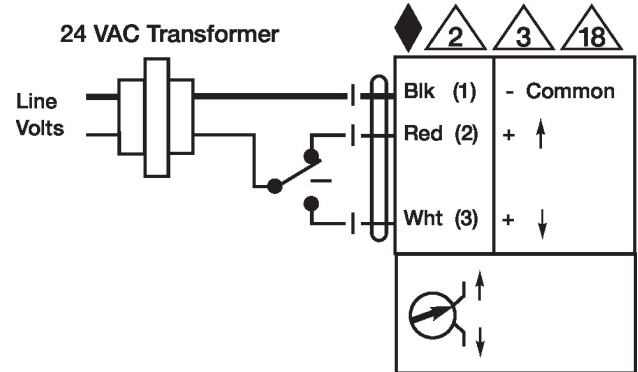 24 VAC Transformer
2 3 18
Line
Volts
Blk (1) - Common
Red (2) + ↑
Wht (3) + ↓